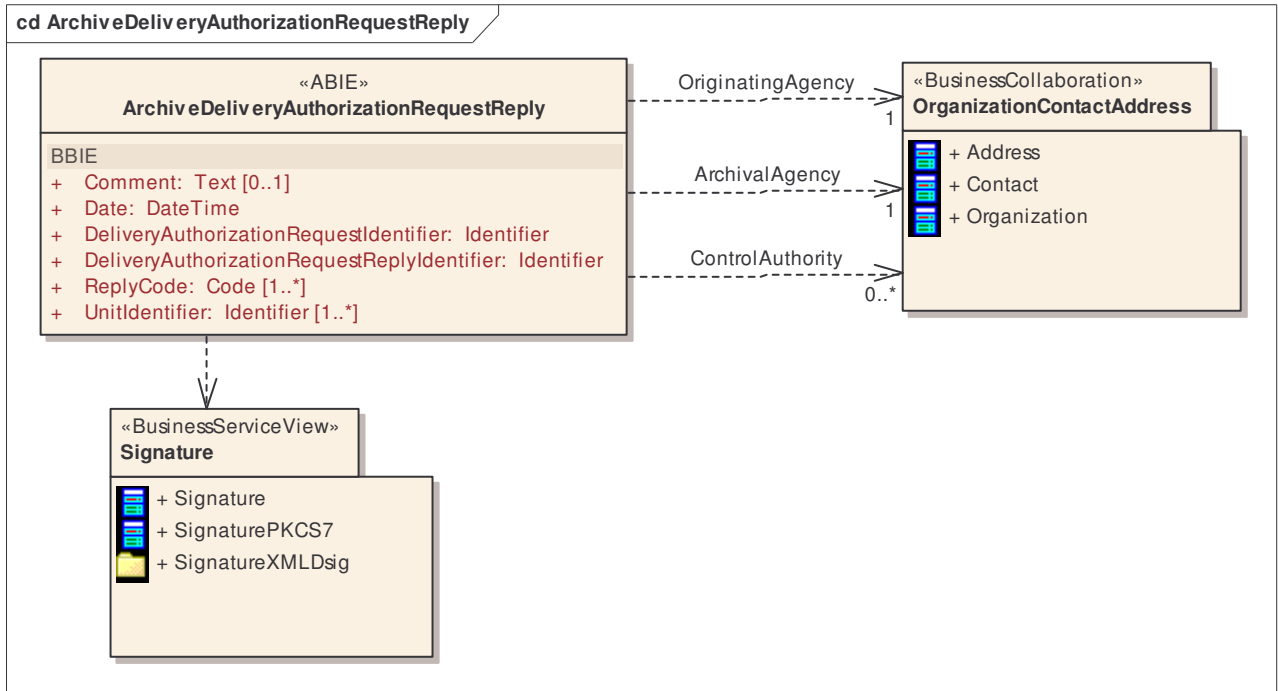 cd ArchiveDeliveryAuthorizationRequestReply
«ABIE»
ArchiveDeliveryAuthorizationRequestReply
BBIE
+ Comment: Text [0..1]
+ Date: DateTime
+ DeliveryAuthorizationRequestIdentifier: Identifier
+ DeliveryAuthorizationRequestReplyIdentifier: Identifier
+ ReplyCode: Code [1..*]
+ UnitIdentifier: Identifier [1..*]
OriginatingAgency
1
ArchivalAgency
1
ControlAuthority
0..*
«BusinessCollaboration»
OrganizationContactAddress
+ Address
+ Contact
+ Organization
«BusinessServiceView»
Signature
+ Signature
+ SignaturePKCS7
+ SignatureXMLDsig